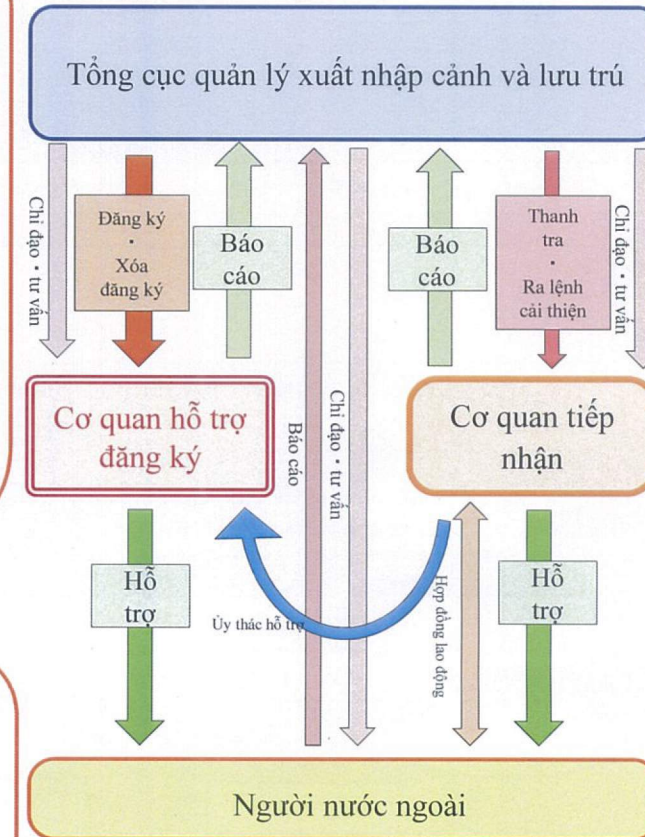 Tổng cục quản lý xuất nhập cảnh và lưu trú
Chỉ đạo・tư vấn
Đăng ký
・
Xóa
đăng ký
Báo
cáo
Báo cáo
Chỉ đạo・tư vấn
Báo
cáo
Thanh
tra
・
Ra lệnh
cải thiện
Chỉ đạo・tư vấn
Cơ quan hỗ trợ
đăng ký
Cơ quan tiếp
nhận
Hỗ
trợ
Ủy thác hỗ trợ
Hợp đồng lao động
Hỗ
trợ
Người nước ngoài